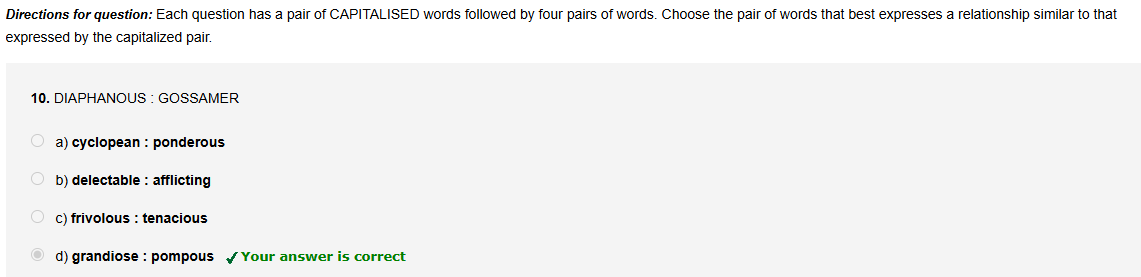 Directions for question: Each question has a pair of CAPITALISED words followed by four pairs of words. Choose the pair of words that best expresses a relationship similar to that
expressed by the capitalized pair.
10. DIAPHANOUS : GOSSAMER
a) cyclopean : ponderous
b) delectable : afflicting
c) frivolous : tenacious
d) grandiose : pompous ✓Your answer is correct